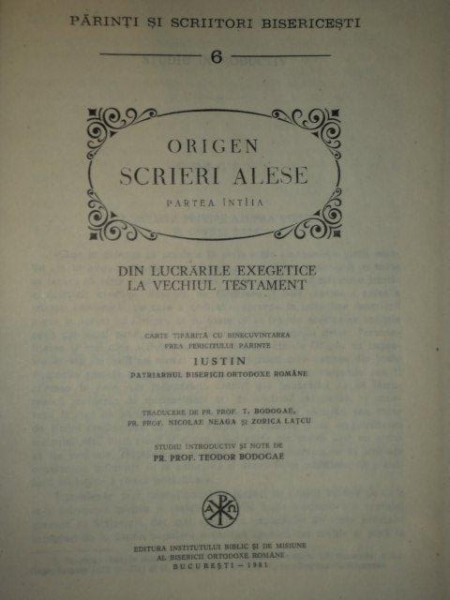 PĂRINȚI ȘI SCRIITORI BISERICEȘTI
6
ORIGEN
SCRIERI ALESE
PARTEA ÎNTÎIA
DIN LUCRĂRILE EXEGETICE
LA VECHIUL TESTAMENT
CARTE TIPĂRITĂ CU BINECUVÎNTAREA
PREA FERICITULUI PĂRINTE
IUSTIN
PATRIARHUL BISERICII ORTODOXE ROMÂNE
TRADUCERE DE PR. PROF. T. BODOGAE,
PR. PROF. NICOLAE NEAGA ȘI ZORICA LAȚCU
STUDIU INTRODUCTIV ȘI NOTE DE
PR. PROF. TEODOR BODOGAE
Α Ω
EDITURA INSTITUTULUI BIBLIC ȘI DE MISIUNE
AL BISERICII ORTODOXE ROMÂNE
BUCUREȘTI — 1981